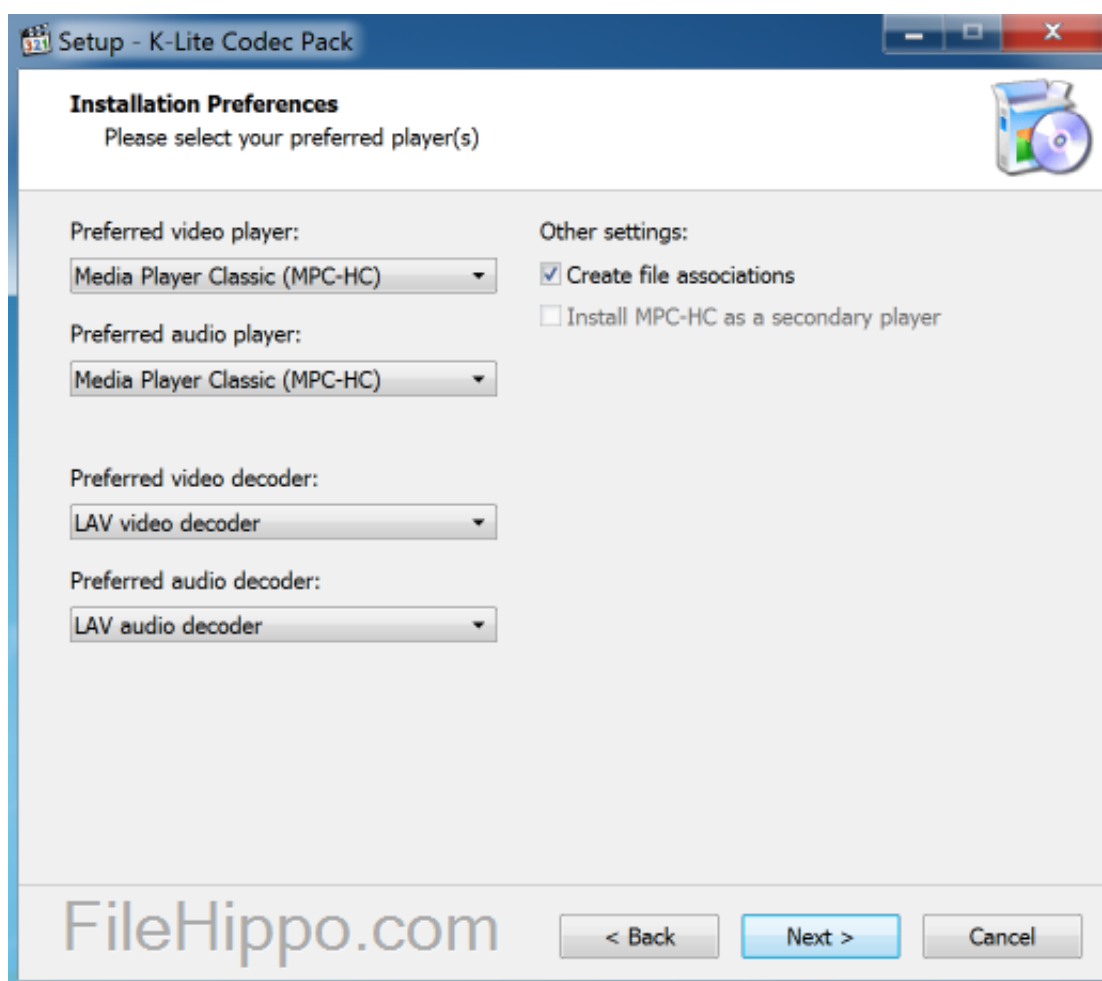 Setup - K-Lite Codec Pack
Installation Preferences
Please select your preferred player(s)
Preferred video player:
Media Player Classic (MPC-HC)
Preferred audio player:
Media Player Classic (MPC-HC)
Preferred video decoder:
LAV video decoder
Preferred audio decoder:
LAV audio decoder
Other settings:
Create file associations
Install MPC-HC as a secondary player
FileHippo.com
< Back
Next >
Cancel